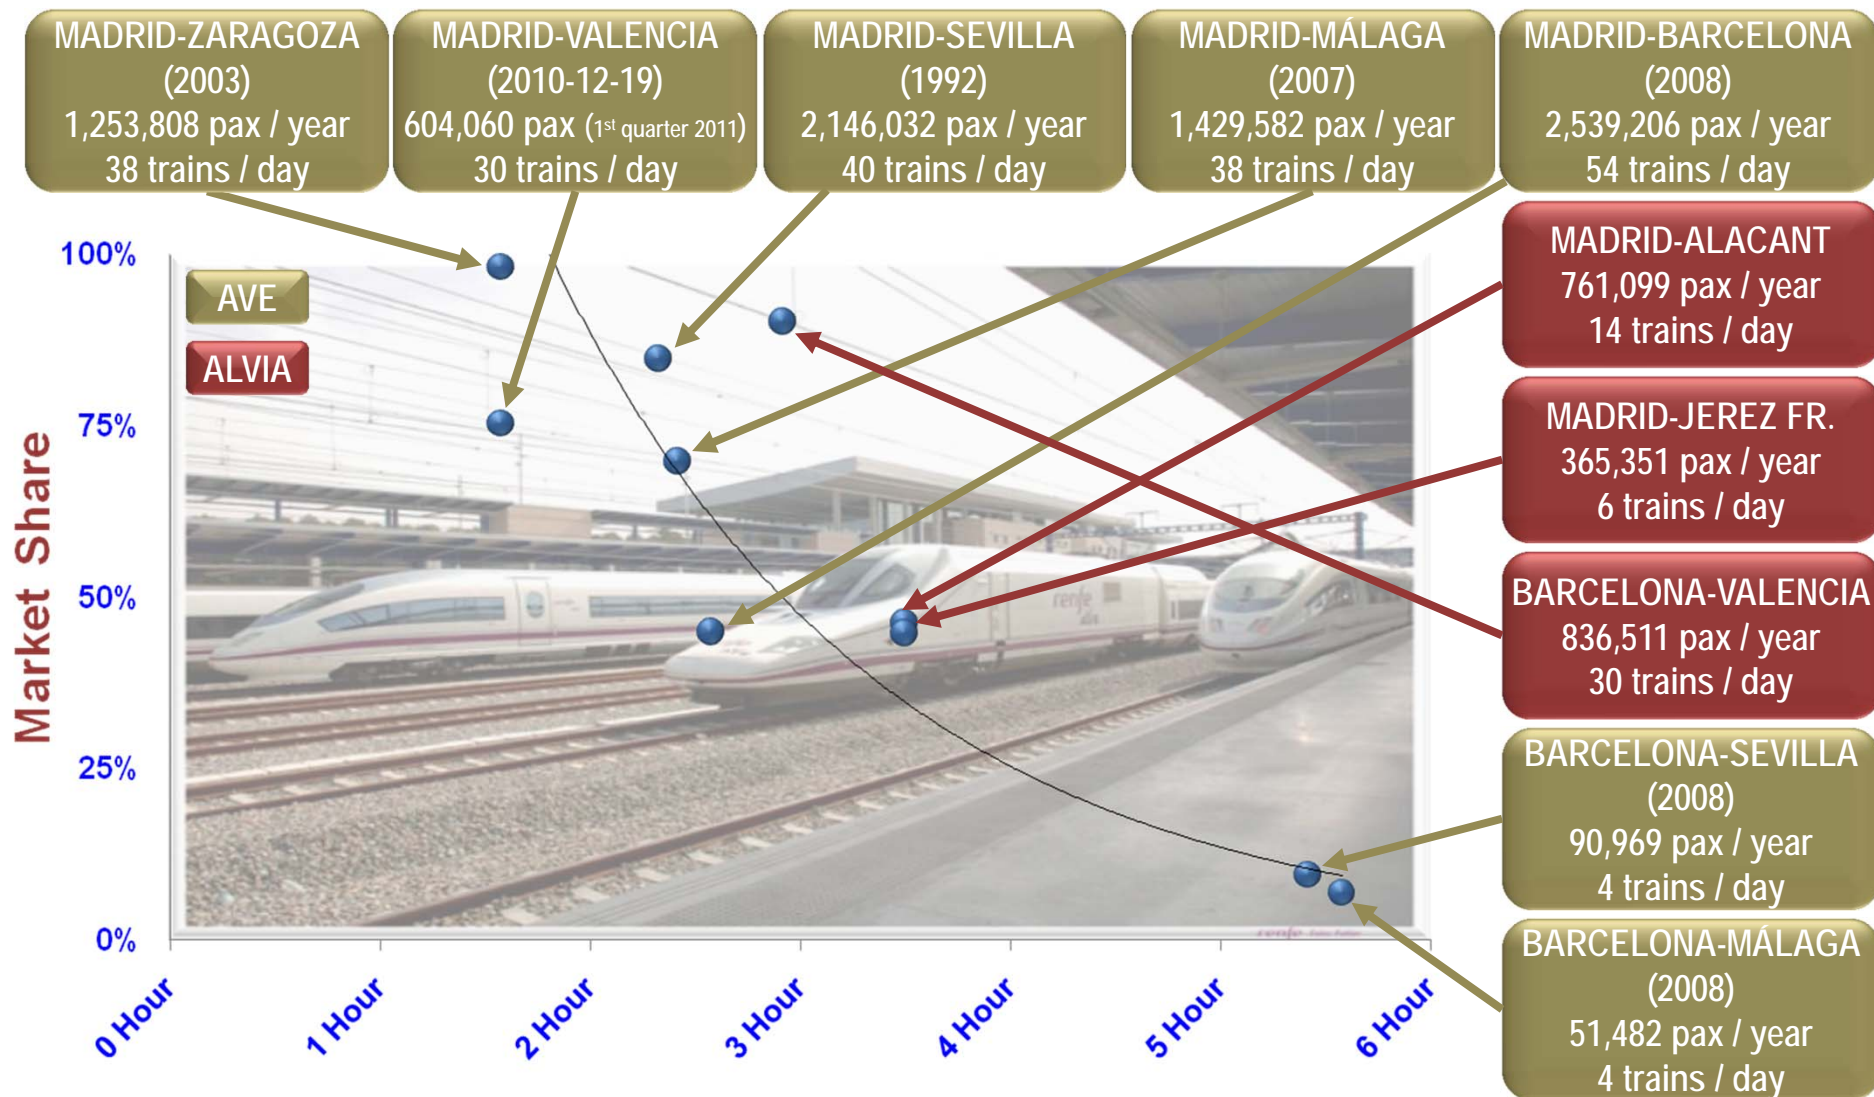 MADRID-ZARAGOZA
(2003)
1,253,808 pax / year
38 trains / day
MADRID-VALENCIA
(2010-12-19)
604,060 pax (1st quarter 2011)
30 trains / day
MADRID-SEVILLA
(1992)
2,146,032 pax / year
40 trains / day
MADRID-MÁLAGA
(2007)
1,429,582 pax / year
38 trains / day
MADRID-BARCELONA
(2008)
2,539,206 pax / year
54 trains / day
MADRID-ALACANT
761,099 pax / year
14 trains / day
MADRID-JEREZ FR.
365,351 pax / year
6 trains / day
BARCELONA-VALENCIA
836,511 pax / year
30 trains / day
BARCELONA-SEVILLA
(2008)
90,969 pax / year
4 trains / day
BARCELONA-MÁLAGA
(2008)
51,482 pax / year
4 trains / day
AVE
ALVIA
Market Share
100%
75%
50%
25%
0%
0 Hour
1 Hour
2 Hour
3 Hour
4 Hour
5 Hour
6 Hour
renfe
renfe